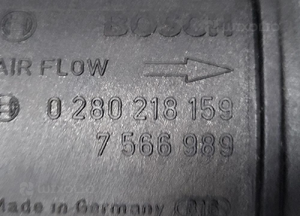 BOSCH
AIR FLOW
0 280 218 159
7 566 989
Made in Germany